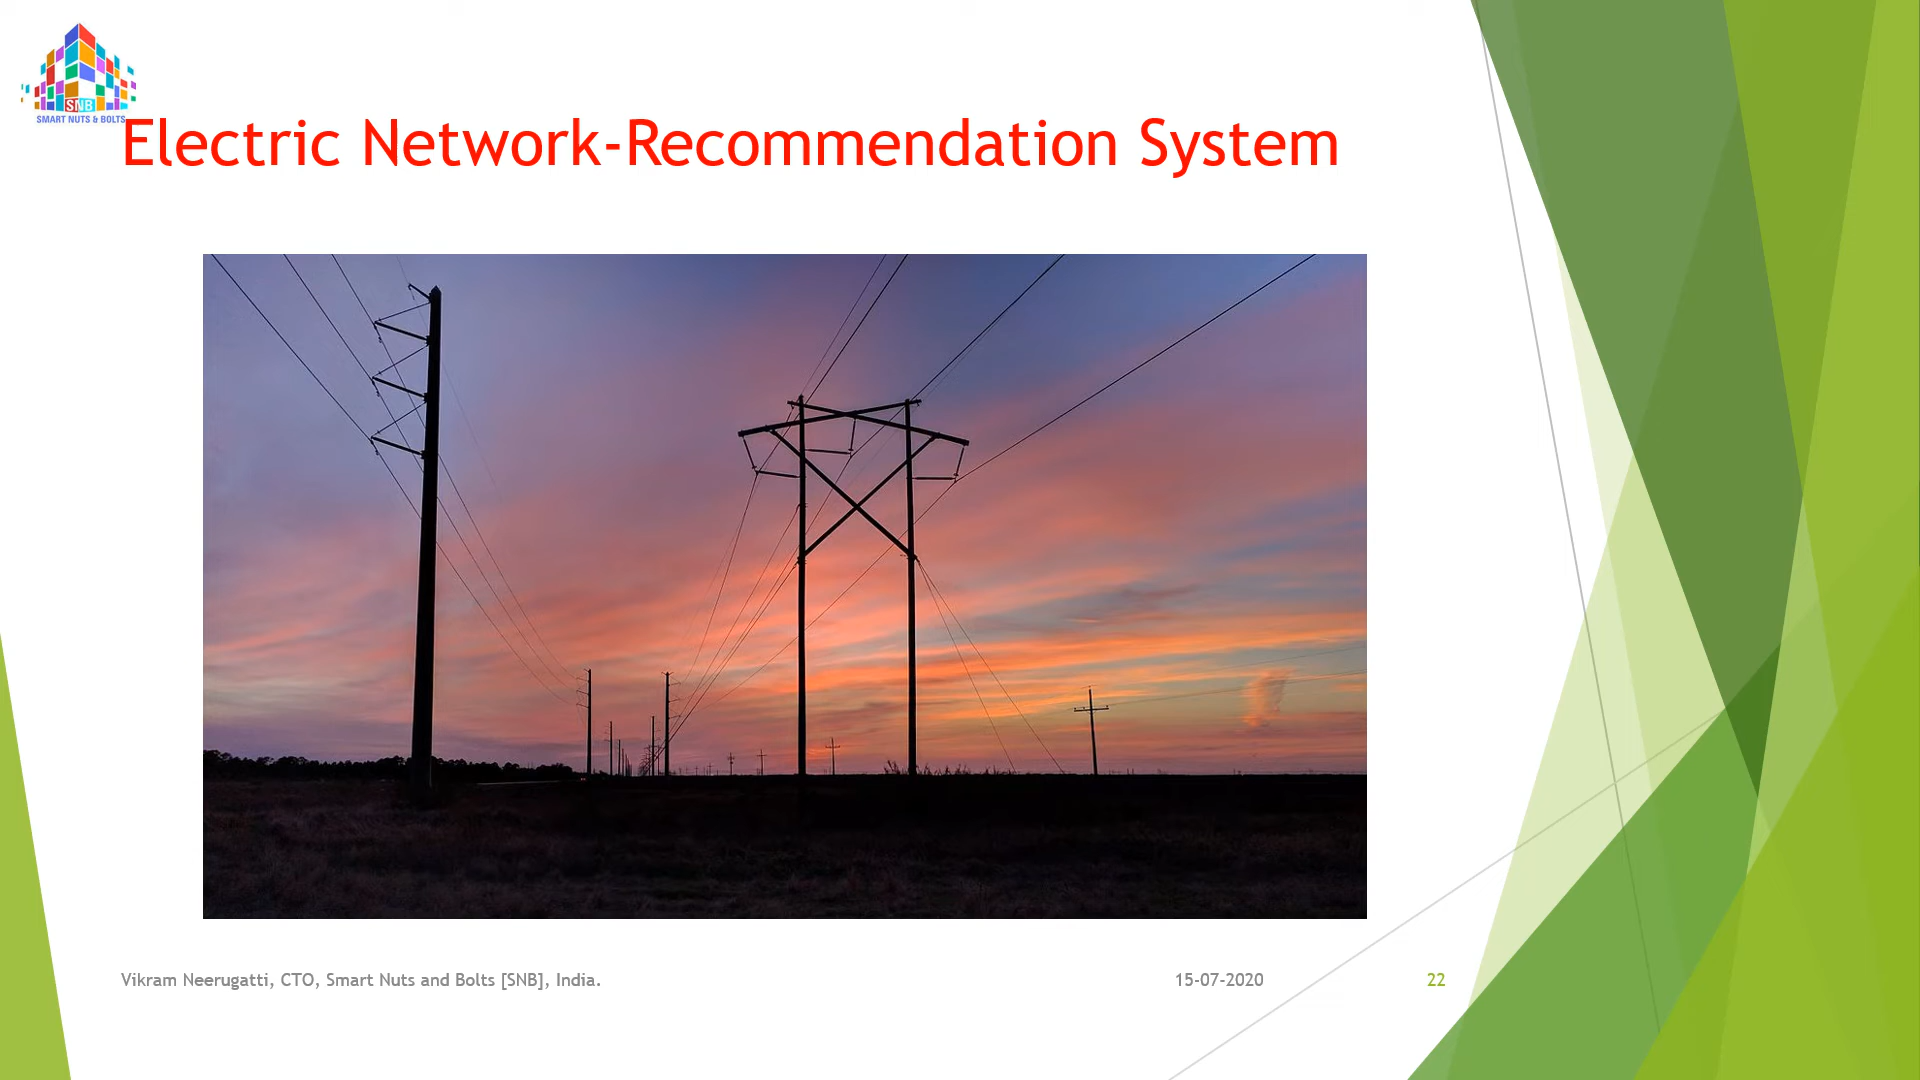 SNB
SMART NUTS & BOLTS
Electric Network-Recommendation System
Vikram Neerugatti, CTO, Smart Nuts and Bolts [SNB], India.
15-07-2020
22